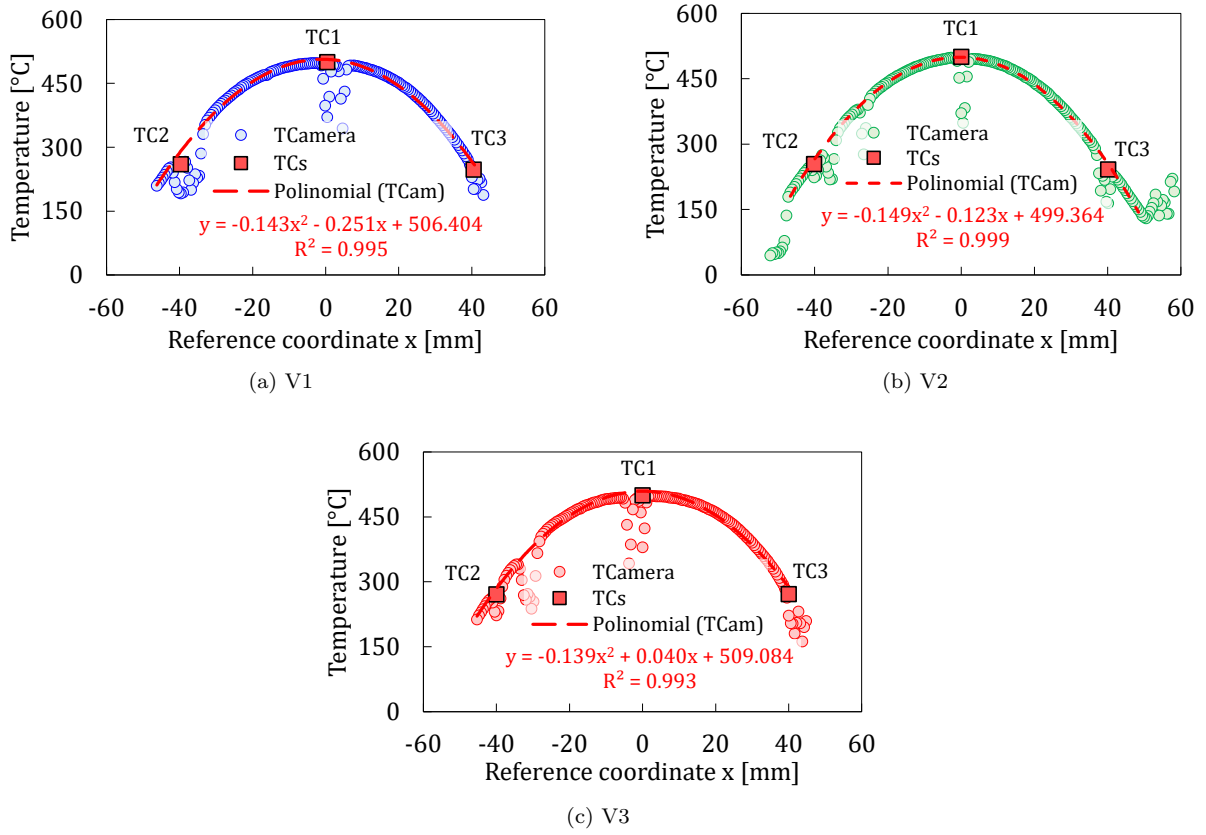 600
450
300
150
0
Temperature [°C]
TC1
TC2
TC3
TCamera
TCs
Polinomial (TCam)
y = -0.143x² - 0.251x + 506.404
R² = 0.995
-60 -40 -20 0 20 40 60
Reference coordinate x [mm]
(a) V1
600
450
300
150
0
Temperature [°C]
TC1
TC2
TC3
TCamera
TCs
Polinomial (TCam)
y = -0.149x² - 0.123x + 499.364
R² = 0.999
-60 -40 -20 0 20 40 60
Reference coordinate x [mm]
(b) V2
600
450
300
150
0
Temperature [°C]
TC1
TC2
TC3
TCamera
TCs
Polinomial (TCam)
y = -0.139x² + 0.040x + 509.084
R² = 0.993
-60 -40 -20 0 20 40 60
Reference coordinate x [mm]
(c) V3